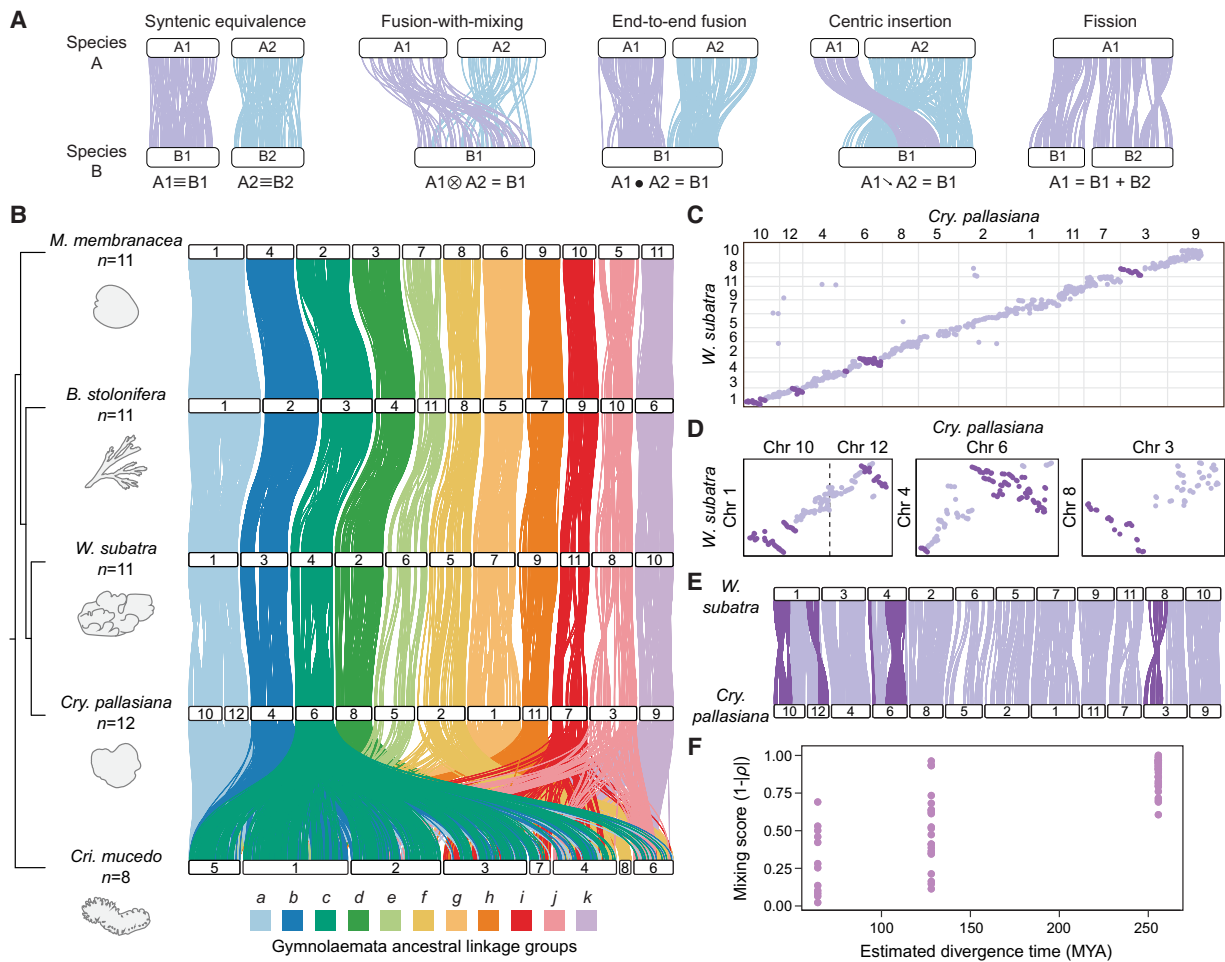 A
Syntenic equivalence
Fusion-with-mixing
End-to-end fusion
Centric insertion
Fission
Species A
A1 A2 A1 A2 A1 A2 A1 A2 A1
Species B
B1 B2 B1 B1 B1 B1 B2
A1≡B1 A2≡B2 A1⊗A2 = B1 A1 ● A2 = B1 A1↘A2 = B1 A1 = B1 + B2
B
M. membranacea
n=11
1 4 2 3 7 8 6 9 10 5 11
B. stolonifera
n=11
1 2 3 4 11 8 5 7 9 10 6
W. subatra
n=11
1 3 4 2 6 5 7 9 11 8 10
Cry. pallasiana
n=12
10 12 4 6 8 5 2 1 11 7 3 9
Cri. mucedo
n=8
5 1 2 3 7 4 8 6
a b c d e f g h i j k
Gymnolaemata ancestral linkage groups
C
Cry. pallasiana
10 12 4 6 8 5 2 1 11 7 3 9
W. subatra
10
8
11
9
7
5
6
2
4
3
1
D
Cry. pallasiana
Chr 10 Chr 12 Chr 6 Chr 3
W. subatra
Chr 1
Chr 4
Chr 8
E
W. subatra
1 3 4 2 6 5 7 9 11 8 10
Cry. pallasiana
10 12 4 6 8 5 2 1 11 7 3 9
F
Mixing score (1-|ρ|)
1.00
0.75
0.50
0.25
0.00
100 150 200 250
Estimated divergence time (MYA)